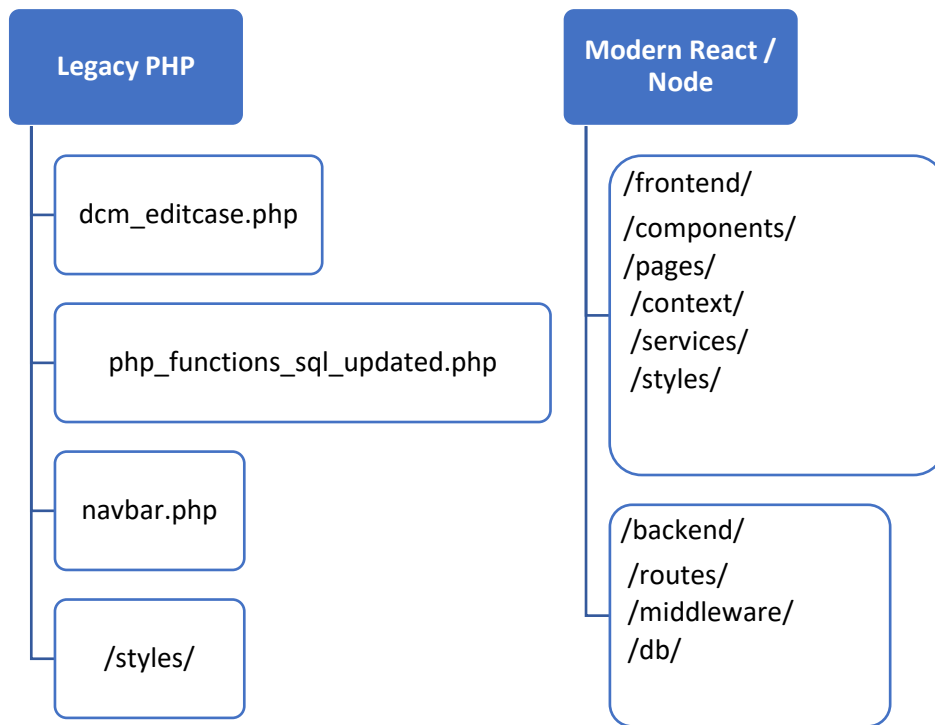 Legacy PHP
dcm_editcase.php
php_functions_sql_updated.php
navbar.php
/styles/
Modern React /
Node
/frontend/
/components/
/pages/
/context/
/services/
/styles/
/backend/
/routes/
/middleware/
/db/